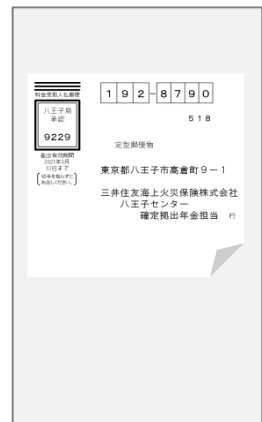 料金受取人払郵便
八王子局
承認
9229
差出有効期間
2021年3月
31日まで
(切手を貼らずに
お出しください。)
192-8790
518
定型郵便物
東京都八王子市高倉町9-1
三井住友海上火災保険株式会社
八王子センター
確定拠出年金担当 行